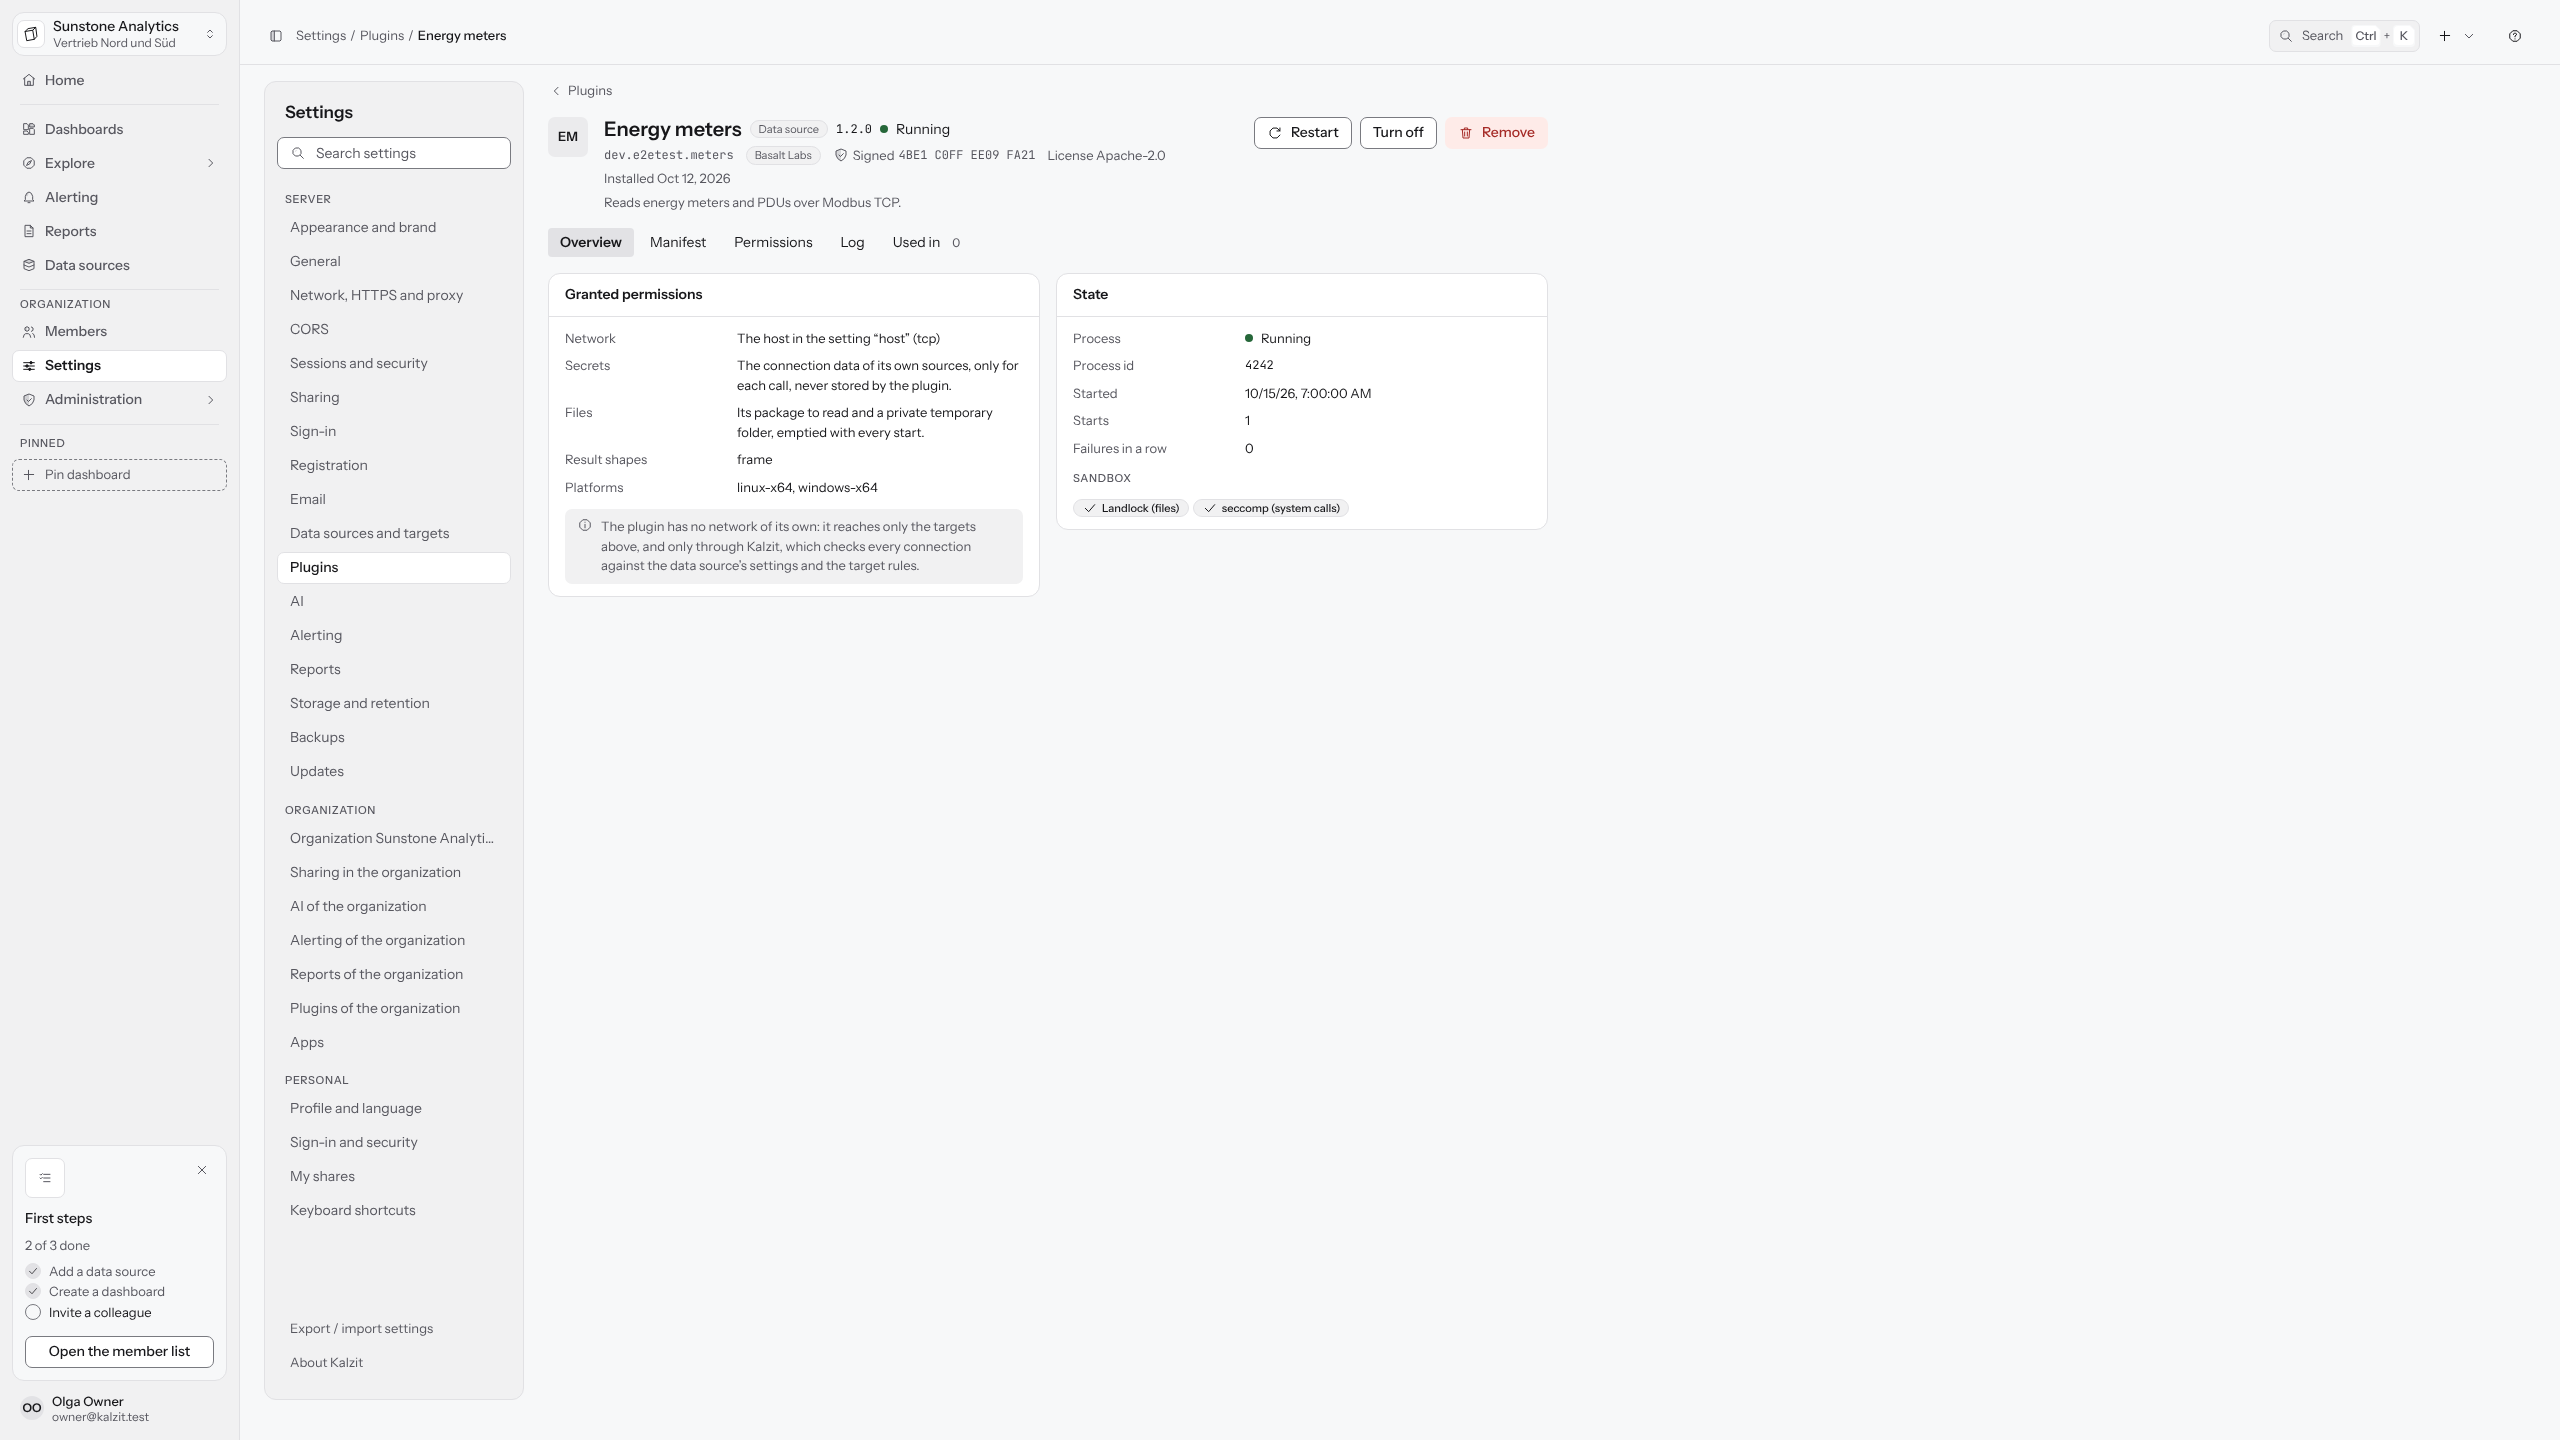 Sunstone Analytics
Vertrieb Nord und Süd
Home
Dashboards
Explore
Alerting
Reports
Data sources
ORGANIZATION
Members
Settings
Administration
PINNED
Pin dashboard
First steps
2 of 3 done
Add a data source
Create a dashboard
Invite a colleague
Open the member list
OO
Olga Owner
owner@kalzit.test
Settings / Plugins / Energy meters
Search Ctrl + K
Settings
Search settings
SERVER
Appearance and brand
General
Network, HTTPS and proxy
CORS
Sessions and security
Sharing
Sign-in
Registration
Email
Data sources and targets
Plugins
AI
Alerting
Reports
Storage and retention
Backups
Updates
ORGANIZATION
Organization Sunstone Analyti...
Sharing in the organization
AI of the organization
Alerting of the organization
Reports of the organization
Plugins of the organization
Apps
PERSONAL
Profile and language
Sign-in and security
My shares
Keyboard shortcuts
Export / import settings
About Kalzit
Plugins
EM
Energy meters Data source 1.2.0 Running
dev.e2etest.meters Basalt Labs Signed 4BE1 C0FF EE09 FA21 License Apache-2.0
Installed Oct 12, 2026
Reads energy meters and PDUs over Modbus TCP.
Restart Turn off Remove
Overview Manifest Permissions Log Used in 0
Granted permissions
Network The host in the setting “host” (tcp)
Secrets The connection data of its own sources, only for
each call, never stored by the plugin.
Files Its package to read and a private temporary
folder, emptied with every start.
Result shapes frame
Platforms linux-x64, windows-x64
The plugin has no network of its own: it reaches only the targets
above, and only through Kalzit, which checks every connection
against the data source's settings and the target rules.
State
Process Running
Process id 4242
Started 10/15/26, 7:00:00 AM
Starts 1
Failures in a row 0
SANDBOX
Landlock (files) seccomp (system calls)